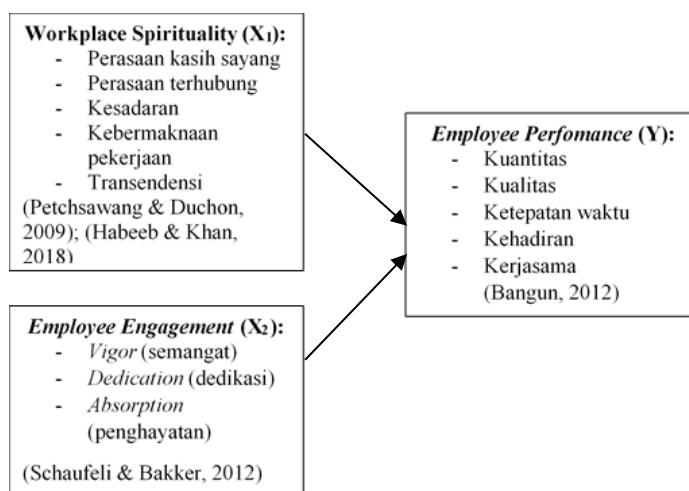 Workplace Spirituality (X₁):
- Perasaan kasih sayang
- Perasaan terhubung
- Kesadaran
- Kebermaknaan
pekerjaan
- Transendensi
(Petchsawang & Duchon,
2009); (Habeeb & Khan,
2018)
Employee Engagement (X₂):
- Vigor (semangat)
- Dedication (dedikasi)
- Absorption
(penghayatan)
(Schaufeli & Bakker, 2012)
Employee Perfomance (Y):
- Kuantitas
- Kualitas
- Ketepatan waktu
- Kehadiran
- Kerjasama
(Bangun, 2012)